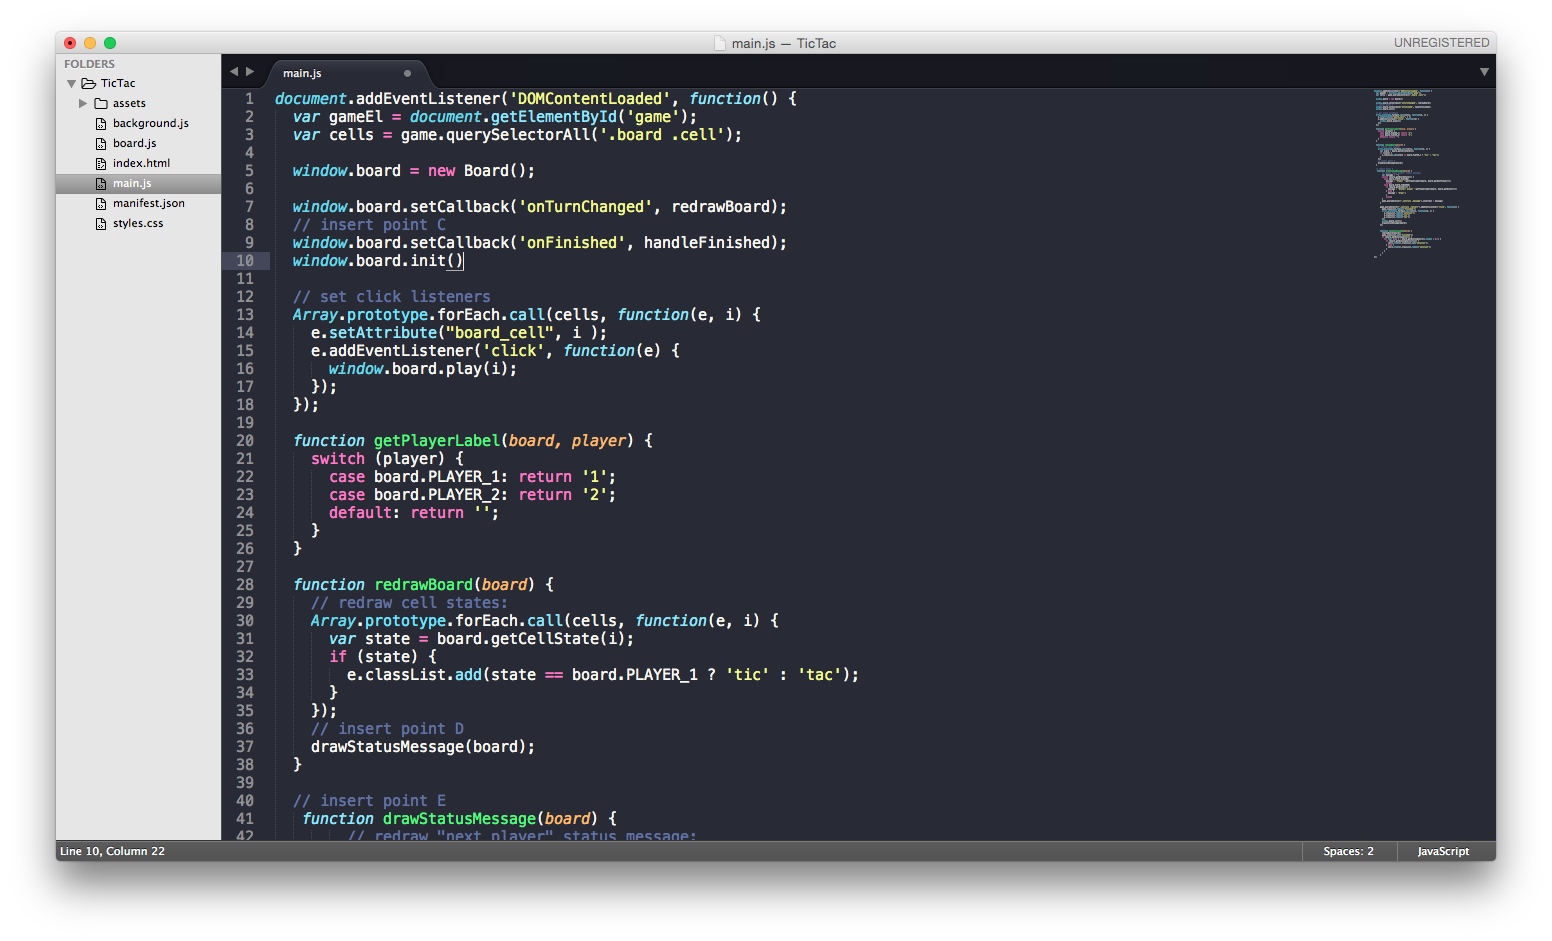 main.js — TicTac
UNREGISTERED
FOLDERS
TicTac
assets
background.js
board.js
index.html
main.js
manifest.json
styles.css
main.js
1 document.addEventListener('DOMContentLoaded', function() {
2 var gameEl = document.getElementById('game');
3 var cells = game.querySelectorAll('.board .cell');
4
5 window.board = new Board();
6
7 window.board.setCallback('onTurnChanged', redrawBoard);
8 // insert point C
9 window.board.setCallback('onFinished', handleFinished);
10 window.board.init()
11
12 // set click listeners
13 Array.prototype.forEach.call(cells, function(e, i) {
14 e.setAttribute("board_cell", i );
15 e.addEventListener('click', function(e) {
16 window.board.play(i);
17 });
18 });
19
20 function getPlayerLabel(board, player) {
21 switch (player) {
22 case board.PLAYER_1: return '1';
23 case board.PLAYER_2: return '2';
24 default: return '';
25 }
26 }
27
28 function redrawBoard(board) {
29 // redraw cell states:
30 Array.prototype.forEach.call(cells, function(e, i) {
31 var state = board.getCellState(i);
32 if (state) {
33 e.classList.add(state == board.PLAYER_1 ? 'tic' : 'tac');
34 }
35 });
36 // insert point D
37 drawStatusMessage(board);
38 }
39
40 // insert point E
41 function drawStatusMessage(board) {
42 // redraw "next player" status message:
Line 10, Column 22
Spaces: 2
JavaScript